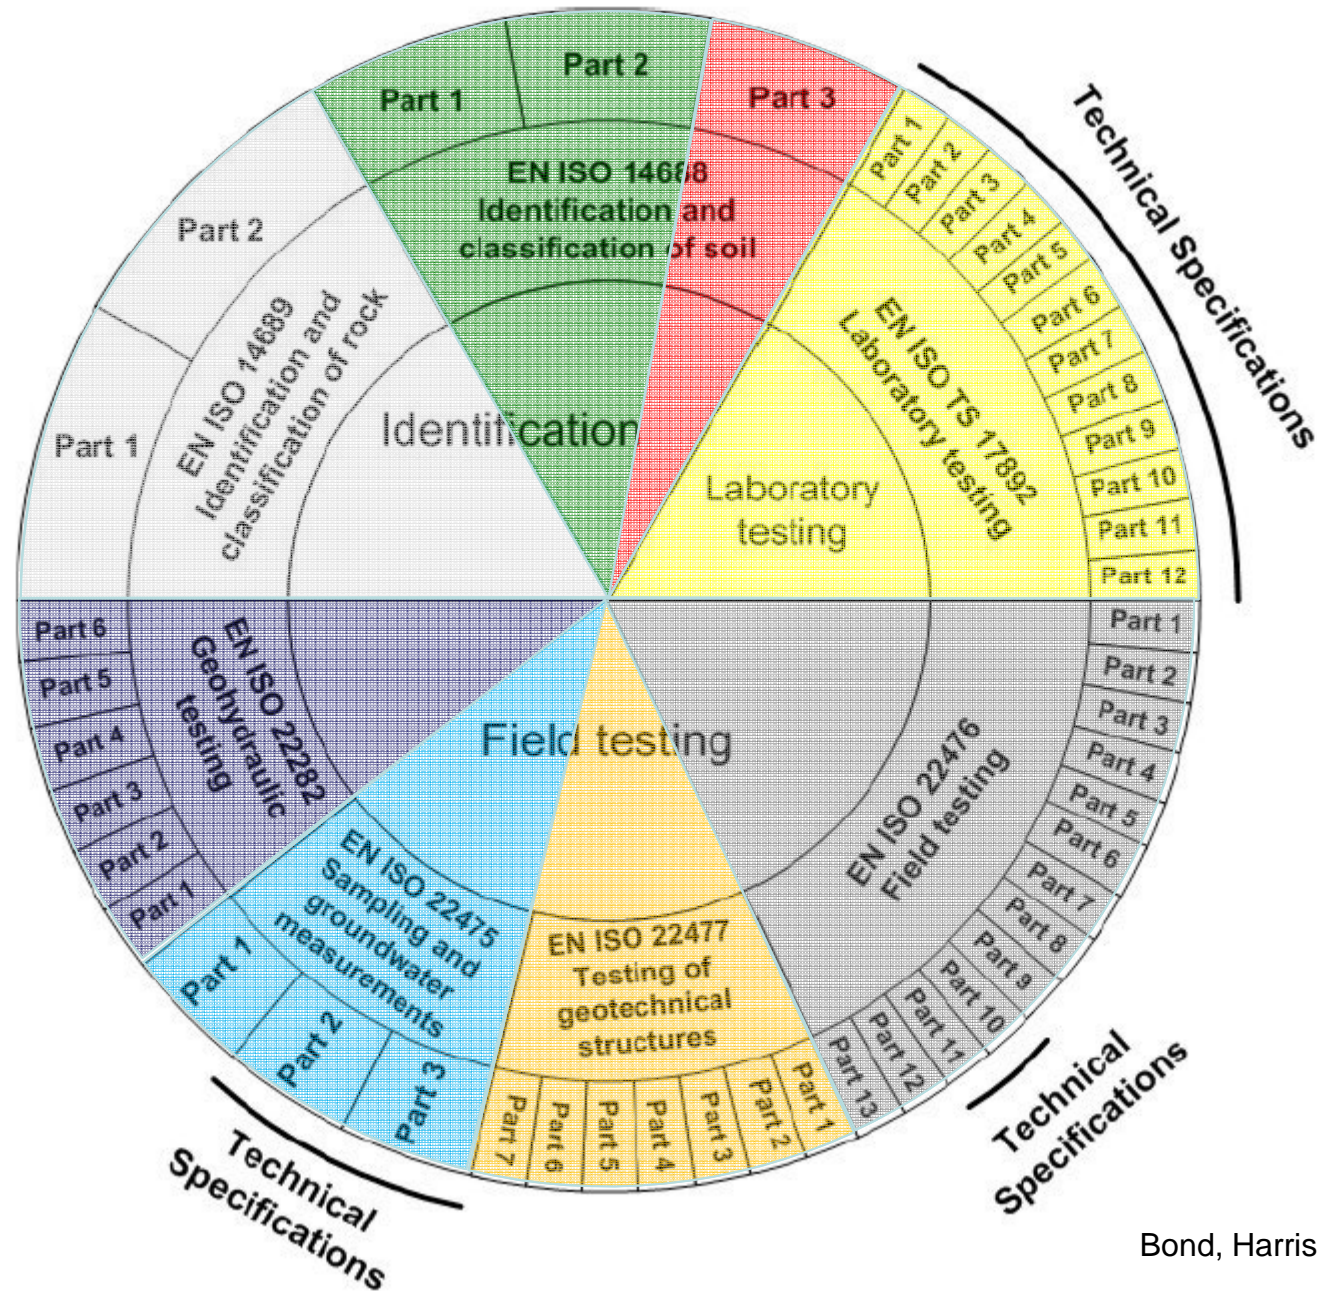 Part 1
Part 2
Part 3
EN ISO 14688
Identification and
classification of soil
Part 1
Part 2
Part 3
Part 4
Part 5
Part 6
Part 7
Part 8
Part 9
Part 10
Part 11
Part 12
EN ISO TS 17892
Laboratory testing
Technical Specifications
Part 2
Part 1
EN ISO 14689
Identification and
classification of rock
Identification
Laboratory
testing
Part 6
Part 5
Part 4
Part 3
Part 2
Part 1
EN ISO 22282
Geohydraulic
testing
Field testing
Part 1
Part 2
Part 3
Part 4
Part 5
Part 6
Part 7
Part 8
Part 9
Part 10
Part 11
Part 12
Part 13
EN ISO 22476
Field testing
Technical
Specifications
EN ISO 22475
Sampling and
groundwater
measurements
Part 1
Part 2
Part 3
Technical
Specifications
EN ISO 22477
Testing of
geotechnical
structures
Part 7
Part 6
Part 5
Part 4
Part 3
Part 2
Part 1
Bond, Harris